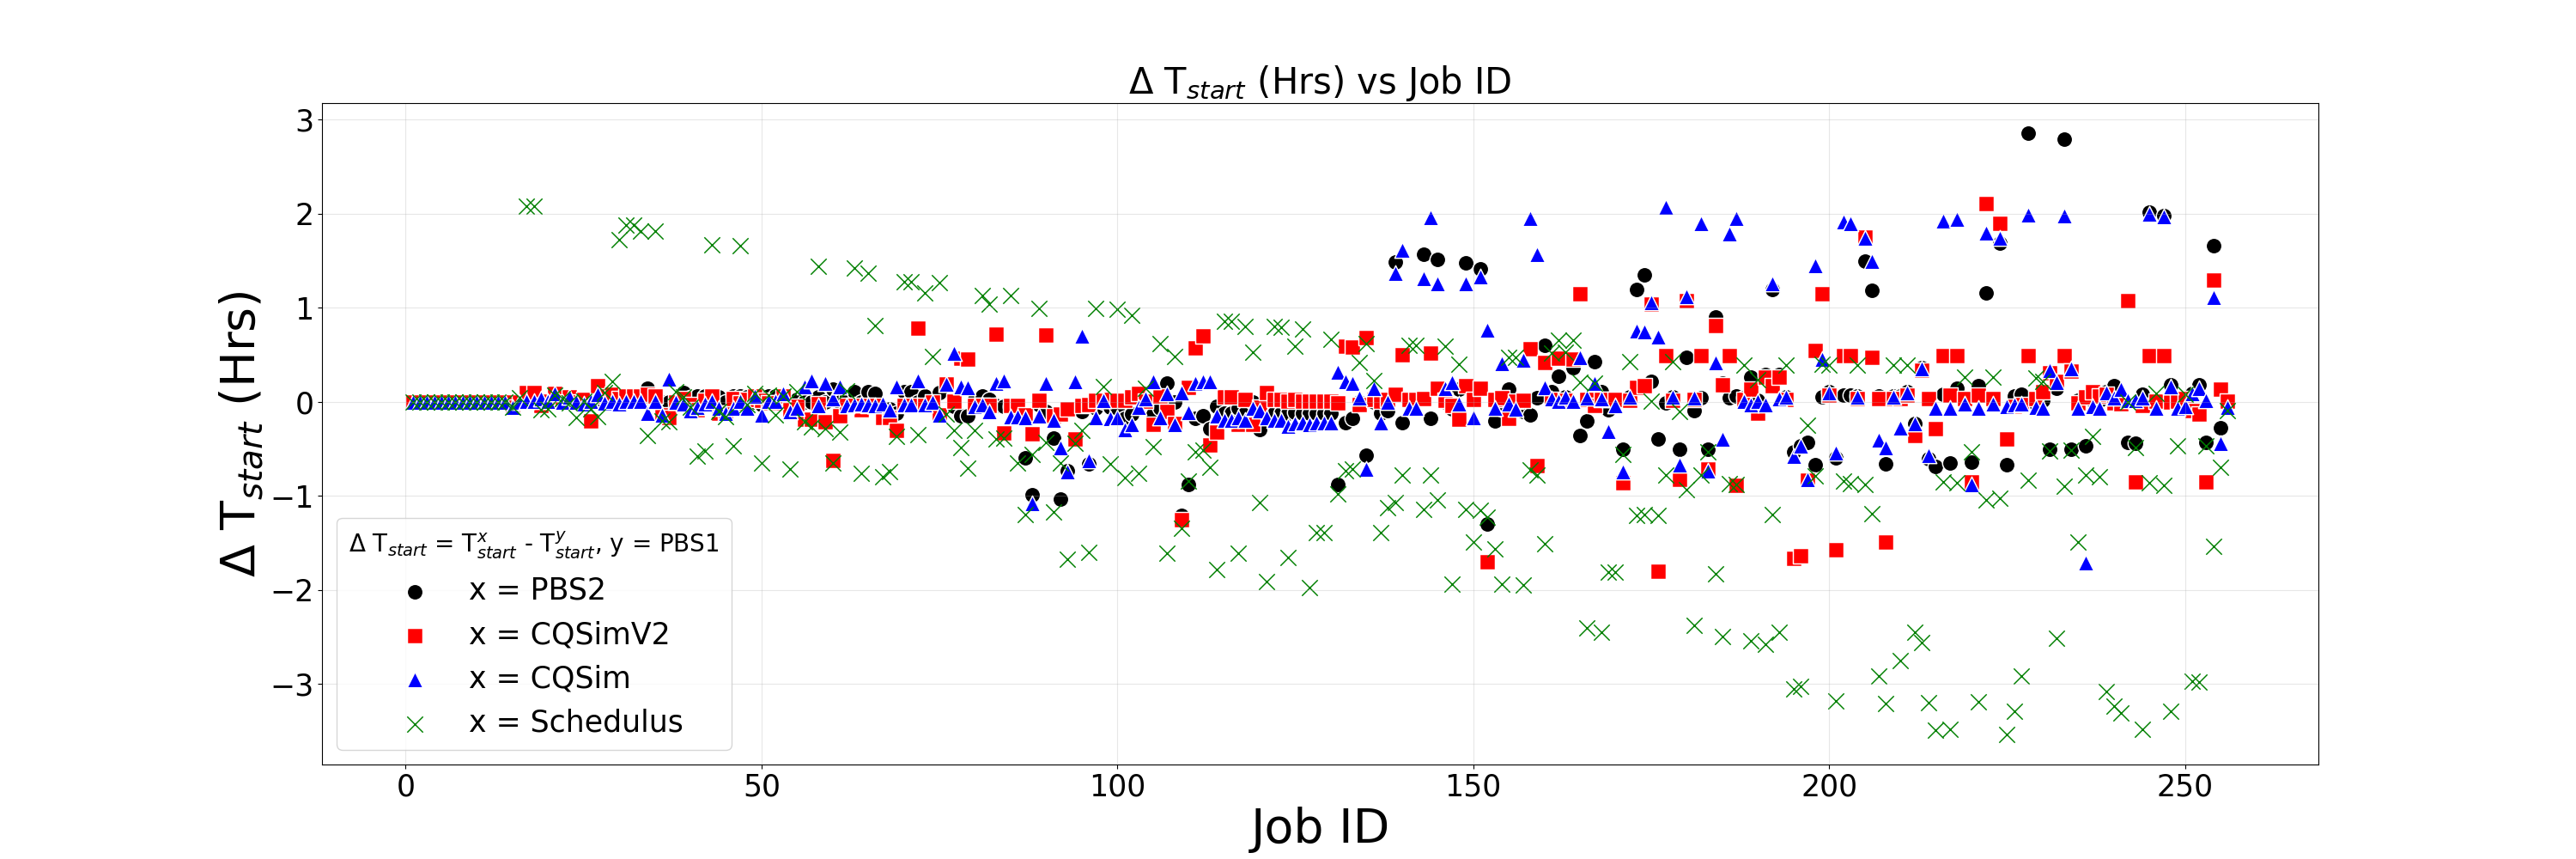 Δ T_start (Hrs) vs Job ID
Δ T_start (Hrs)
3
2
1
0
−1
−2
−3
Δ T_start = T^x_start - T^y_start, y = PBS1
x = PBS2
x = CQSimV2
x = CQSim
x = Schedulus
0 50 100 150 200 250
Job ID